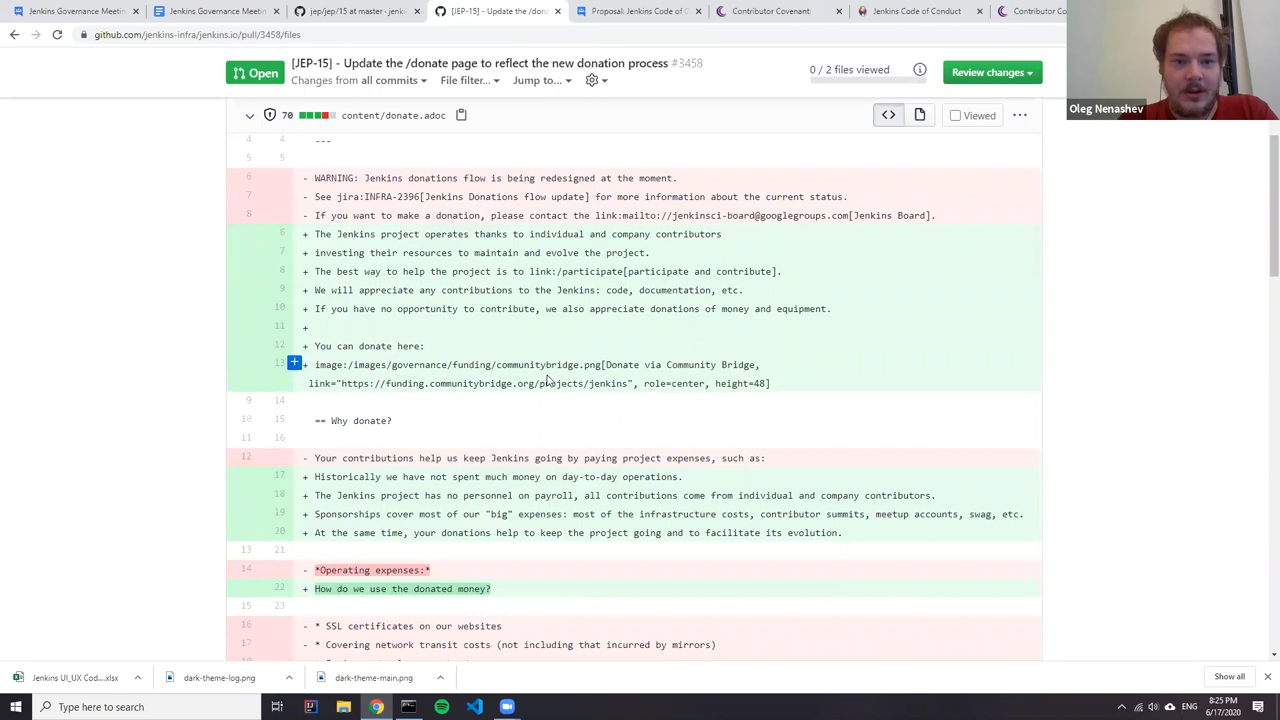 Jenkins Governance Meetin
Jenkins Governance Meetin
jep/jep/15 at master · jenkin
[JEP-15] - Update the /don
Proposal: Jenkins Code of C
Contributor Covenant
Jenkins Code of Conduct
Contributor Co
github.com/jenkins-infra/jenkins.io/pull/3458/files
Open
[JEP-15] - Update the /donate page to reflect the new donation process #3458
Changes from all commits
File filter...
Jump to...
0 / 2 files viewed
Review changes
Oleg Nenashev
70 content/donate.adoc
Viewed
4 4 ---
5 5
6 - WARNING: Jenkins donations flow is being redesigned at the moment.
7 - See jira:INFRA-2396[Jenkins Donations flow update] for more information about the current status.
8 - If you want to make a donation, please contact the link:mailto://jenkinsci-board@googlegroups.com[Jenkins Board].
6 + The Jenkins project operates thanks to individual and company contributors
7 + investing their resources to maintain and evolve the project.
8 + The best way to help the project is to link:/participate[participate and contribute].
9 + We will appreciate any contributions to the Jenkins: code, documentation, etc.
10 + If you have no opportunity to contribute, we also appreciate donations of money and equipment.
11 +
12 + You can donate here:
13 + image:/images/governance/funding/communitybridge.png[Donate via Community Bridge,
link="https://funding.communitybridge.org/projects/jenkins", role=center, height=48]
9 14
10 15 == Why donate?
11 16
12 - Your contributions help us keep Jenkins going by paying project expenses, such as:
17 + Historically we have not spent much money on day-to-day operations.
18 + The Jenkins project has no personnel on payroll, all contributions come from individual and company contributors.
19 + Sponsorships cover most of our "big" expenses: most of the infrastructure costs, contributor summits, meetup accounts, swag, etc.
20 + At the same time, your donations help to keep the project going and to facilitate its evolution.
13 21
14 - *Operating expenses:*
22 + How do we use the donated money?
15 23
16 - * SSL certificates on our websites
17 - * Covering network transit costs (not including that incurred by mirrors)
Jenkins UI_UX Cod....xlsx
dark-theme-log.png
dark-theme-main.png
Show all
Type here to search
ENG
8:25 PM
6/17/2020